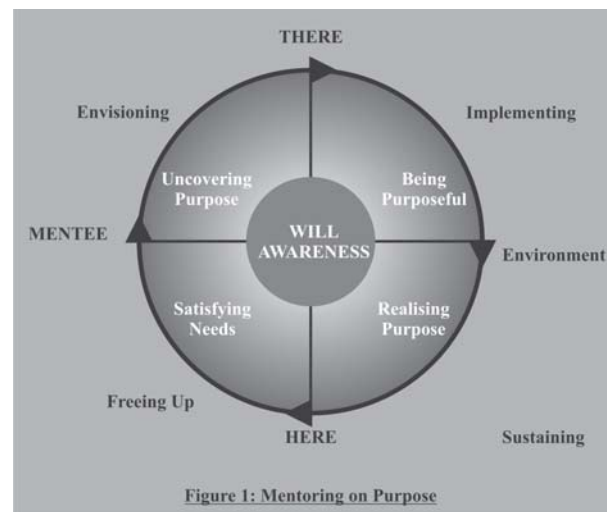 THERE
Envisioning
Implementing
Uncovering
Purpose
Being
Purposeful
MENTEE
WILL
AWARENESS
Environment
Satisfying
Needs
Realising
Purpose
Freeing Up
HERE
Sustaining
Figure 1: Mentoring on Purpose